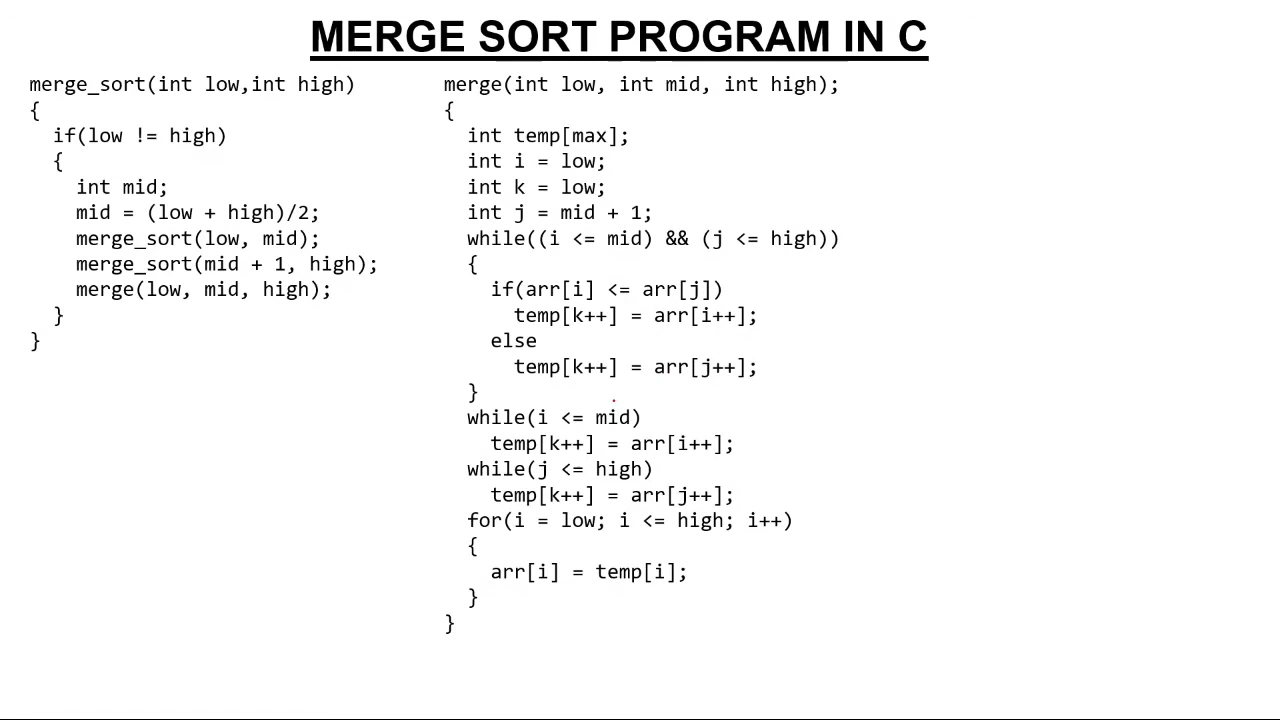 MERGE SORT PROGRAM IN C
merge_sort(int low,int high)
{
  if(low != high)
  {
    int mid;
    mid = (low + high)/2;
    merge_sort(low, mid);
    merge_sort(mid + 1, high);
    merge(low, mid, high);
  }
}
merge(int low, int mid, int high);
{
  int temp[max];
  int i = low;
  int k = low;
  int j = mid + 1;
  while((i <= mid) && (j <= high))
  {
    if(arr[i] <= arr[j])
      temp[k++] = arr[i++];
    else
      temp[k++] = arr[j++];
  }
  while(i <= mid)
    temp[k++] = arr[i++];
  while(j <= high)
    temp[k++] = arr[j++];
  for(i = low; i <= high; i++)
  {
    arr[i] = temp[i];
  }
}